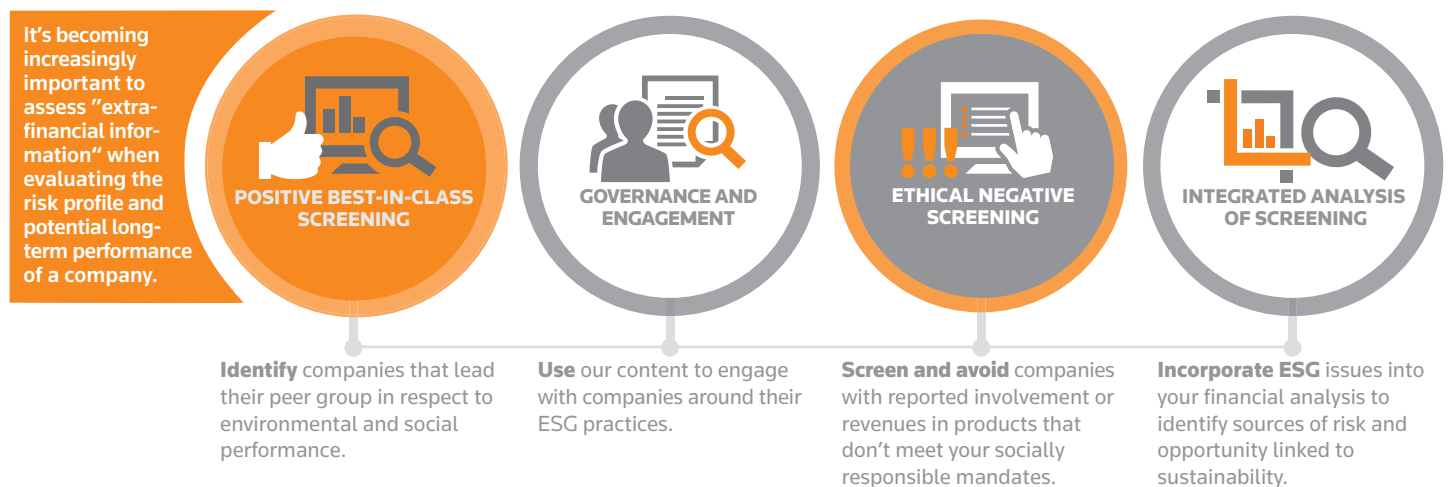 It's becoming
increasingly
important to
assess "extra-
financial infor-
mation" when
evaluating the
risk profile and
potential long-
term performance
of a company.
POSITIVE BEST-IN-CLASS
SCREENING
GOVERNANCE AND
ENGAGEMENT
ETHICAL NEGATIVE
SCREENING
INTEGRATED ANALYSIS
OF SCREENING
Identify companies that lead
their peer group in respect to
environmental and social
performance.
Use our content to engage
with companies around their
ESG practices.
Screen and avoid companies
with reported involvement or
revenues in products that
don't meet your socially
responsible mandates.
Incorporate ESG issues into
your financial analysis to
identify sources of risk and
opportunity linked to
sustainability.